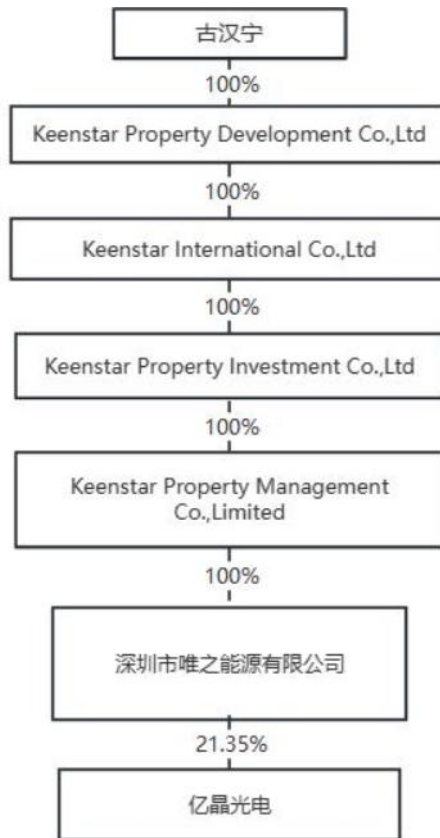 古汉宁
100%
Keenstar Property Development Co.,Ltd
100%
Keenstar International Co.,Ltd
100%
Keenstar Property Investment Co.,Ltd
100%
Keenstar Property Management
Co.,Limited
100%
深圳市唯之能源有限公司
21.35%
亿晶光电